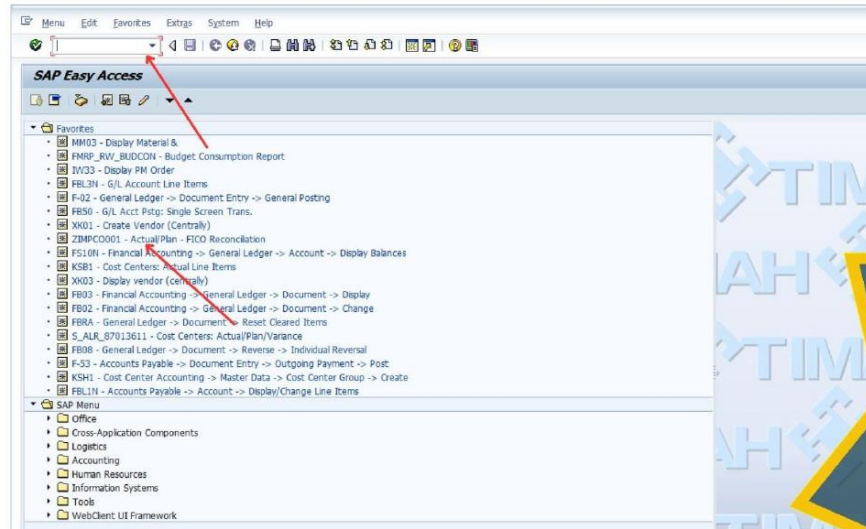 Menu Edit Favorites Extras System Help
SAP Easy Access
Favorites
MM03 - Display Material &
FMRP_RW_BUDCON - Budget Consumption Report
IW33 - Display PM Order
FBL3N - G/L Account Line Items
F-02 - General Ledger -> Document Entry -> General Posting
FB50 - G/L Acct Pstg: Single Screen Trans.
XK01 - Create Vendor (Centrally)
ZIMPCO001 - Actual/Plan - FICO Reconcilation
FS10N - Financial Accounting -> General Ledger -> Account -> Display Balances
KSB1 - Cost Centers: Actual Line Items
XK03 - Display vendor (centrally)
FB03 - Financial Accounting -> General Ledger -> Document -> Display
FB02 - Financial Accounting -> General Ledger -> Document -> Change
FBRA - General Ledger -> Document -> Reset Cleared Items
S_ALR_87013611 - Cost Centers: Actual/Plan/Variance
FB08 - General Ledger -> Document -> Reverse -> Individual Reversal
F-53 - Accounts Payable -> Document Entry -> Outgoing Payment -> Post
KSH1 - Cost Center Accounting -> Master Data -> Cost Center Group -> Create
FBL1N - Accounts Payable -> Account -> Display/Change Line Items
SAP Menu
Office
Cross-Application Components
Logistics
Accounting
Human Resources
Information Systems
Tools
WebClient UI Framework
TIM
AH
TIM
AH